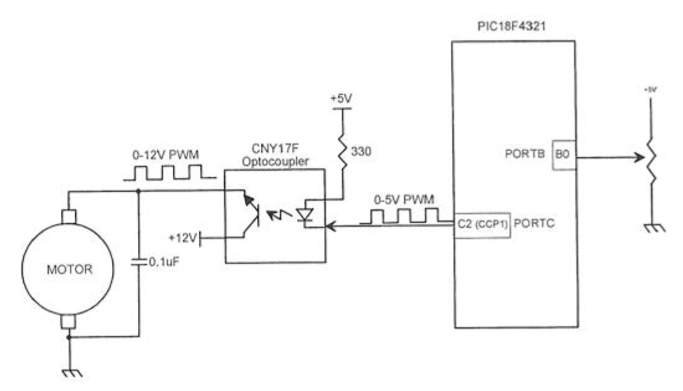 PIC18F4321
+5V
+5V
CNY17F
Optocoupler
330
0-12V PWM
PORTB
B0
0-5V PWM
C2 (CCP1)
PORTC
+12V
0.1uF
MOTOR